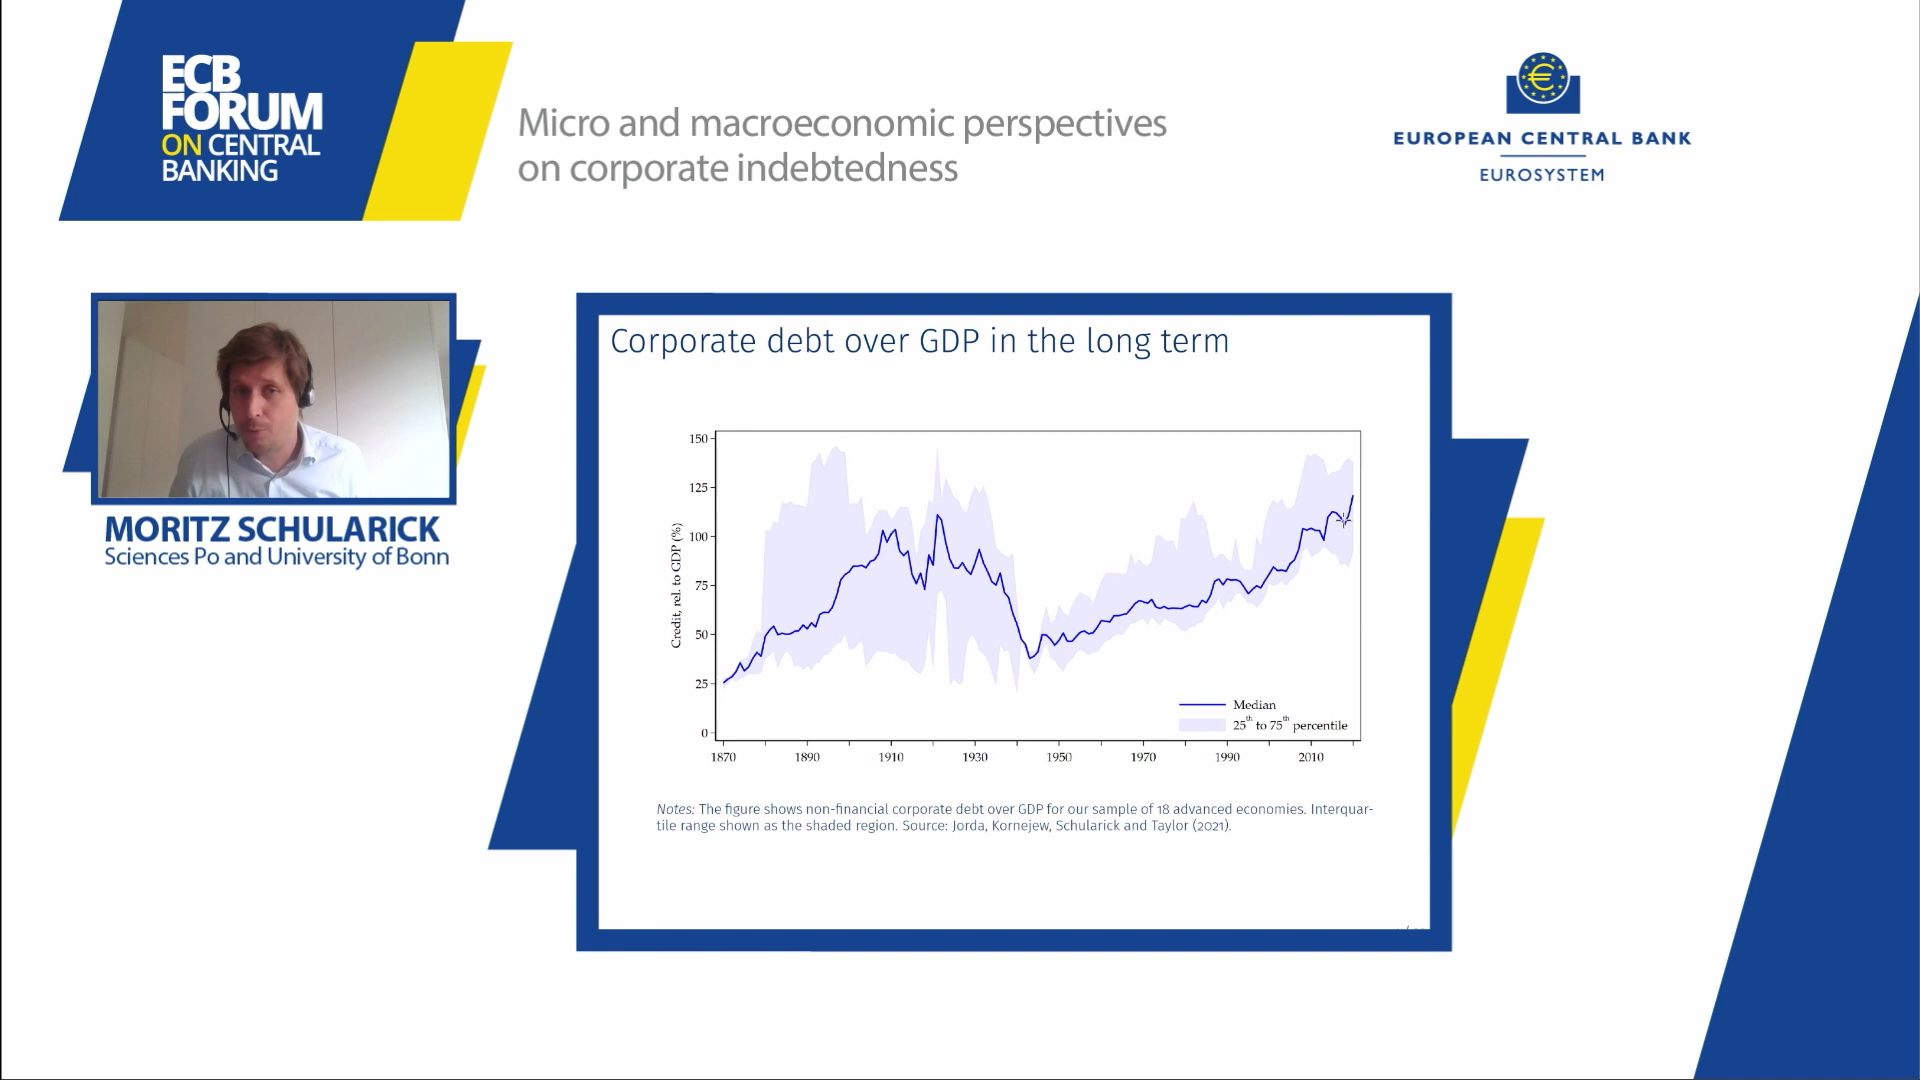 ECB
FORUM
ON CENTRAL
BANKING
Micro and macroeconomic perspectives
on corporate indebtedness
€
EUROPEAN CENTRAL BANK
EUROSYSTEM
MORITZ SCHULARICK
Sciences Po and University of Bonn
Corporate debt over GDP in the long term
Credit, rel. to GDP (%)
150
125
100
75
50
25
0
1870 1890 1910 1930 1950 1970 1990 2010
Median
25th to 75th percentile
Notes: The figure shows non-financial corporate debt over GDP for our sample of 18 advanced economies. Interquar-
tile range shown as the shaded region. Source: Jorda, Kornejew, Schularick and Taylor (2021).